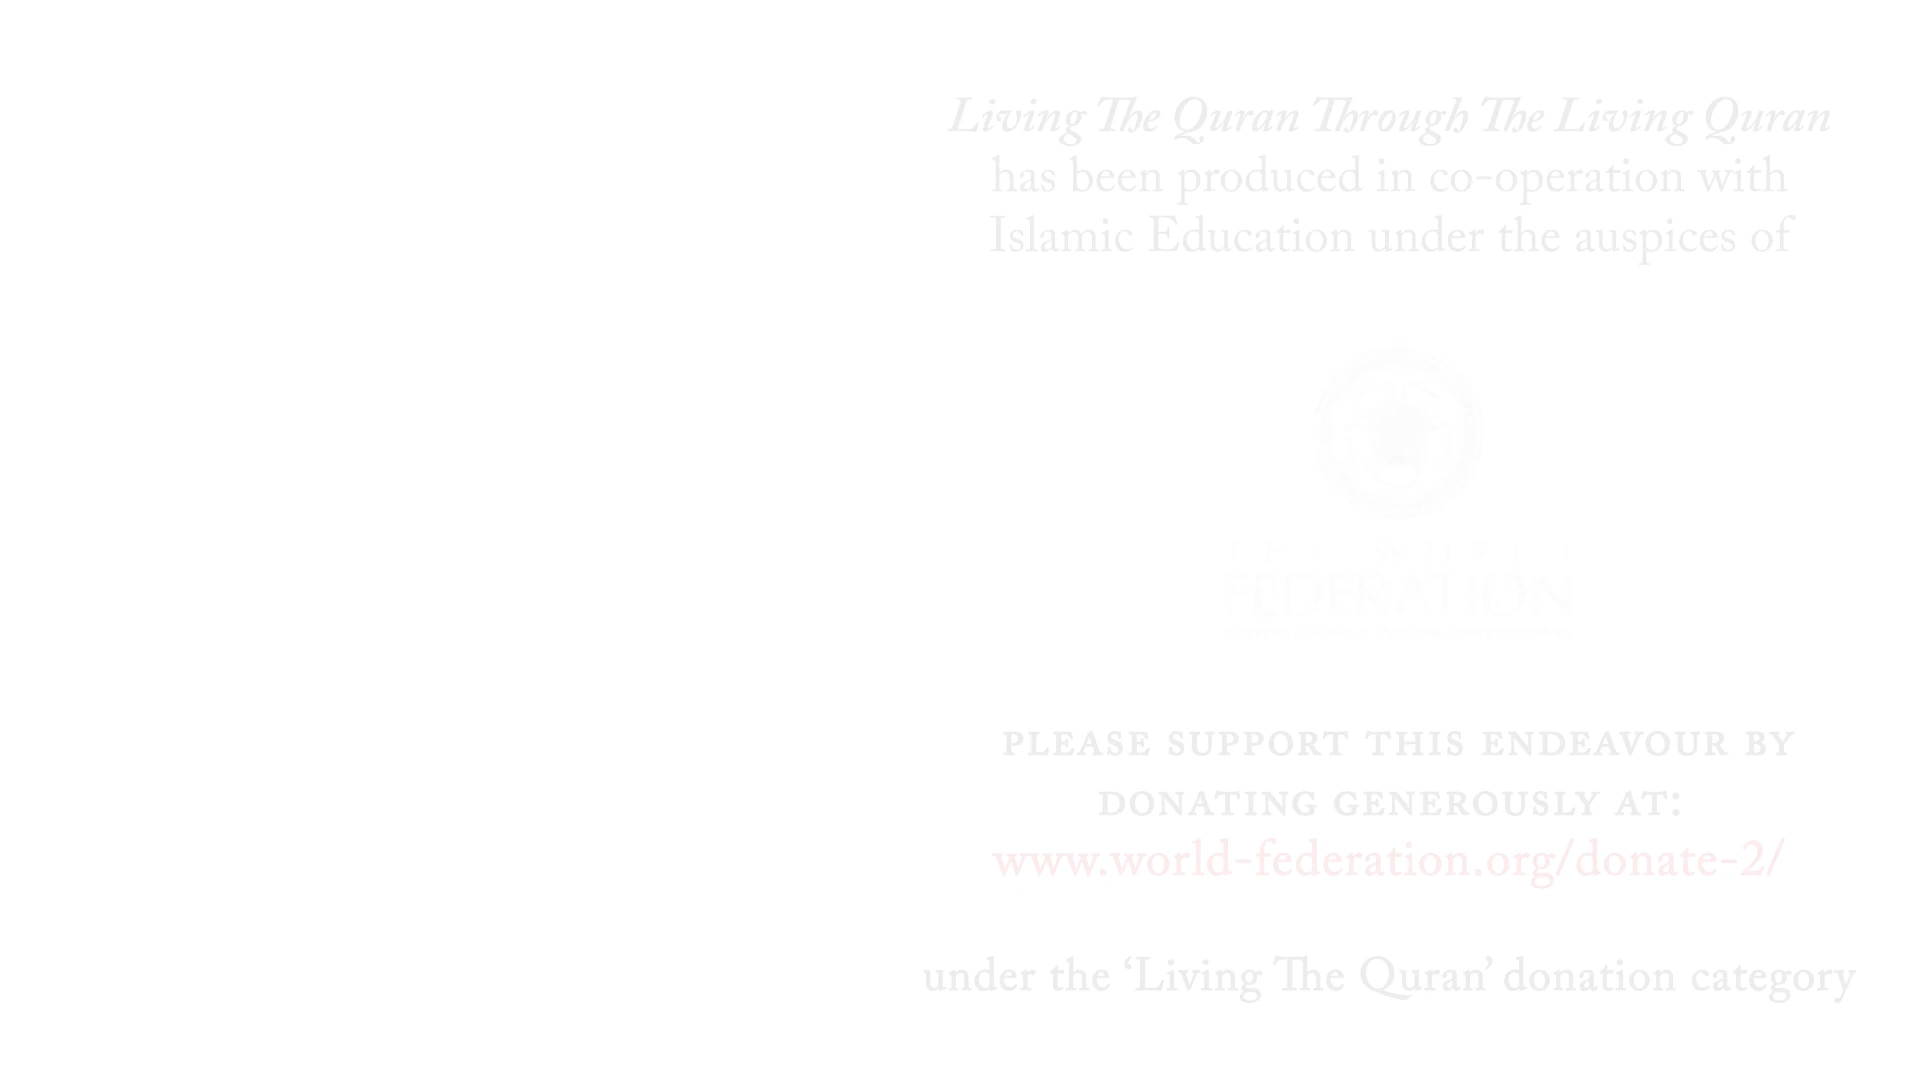 Living The Quran Through The Living Quran
has been produced in co-operation with
Islamic Education under the auspices of
FEDERATION
PLEASE SUPPORT THIS ENDEAVOUR BY
DONATING GENEROUSLY AT:
www.world-federation.org/donate-2/
under the ‘Living The Quran’ donation category